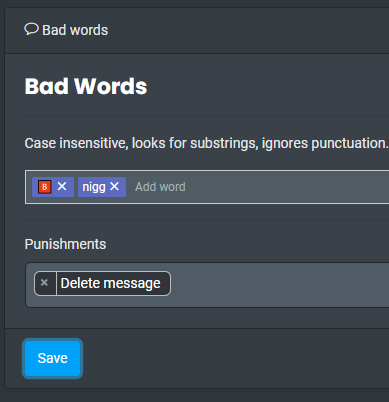 Bad words
Bad Words
Case insensitive, looks for substrings, ignores punctuation.
🅱 × nigg × Add word
Punishments
× Delete message
Save